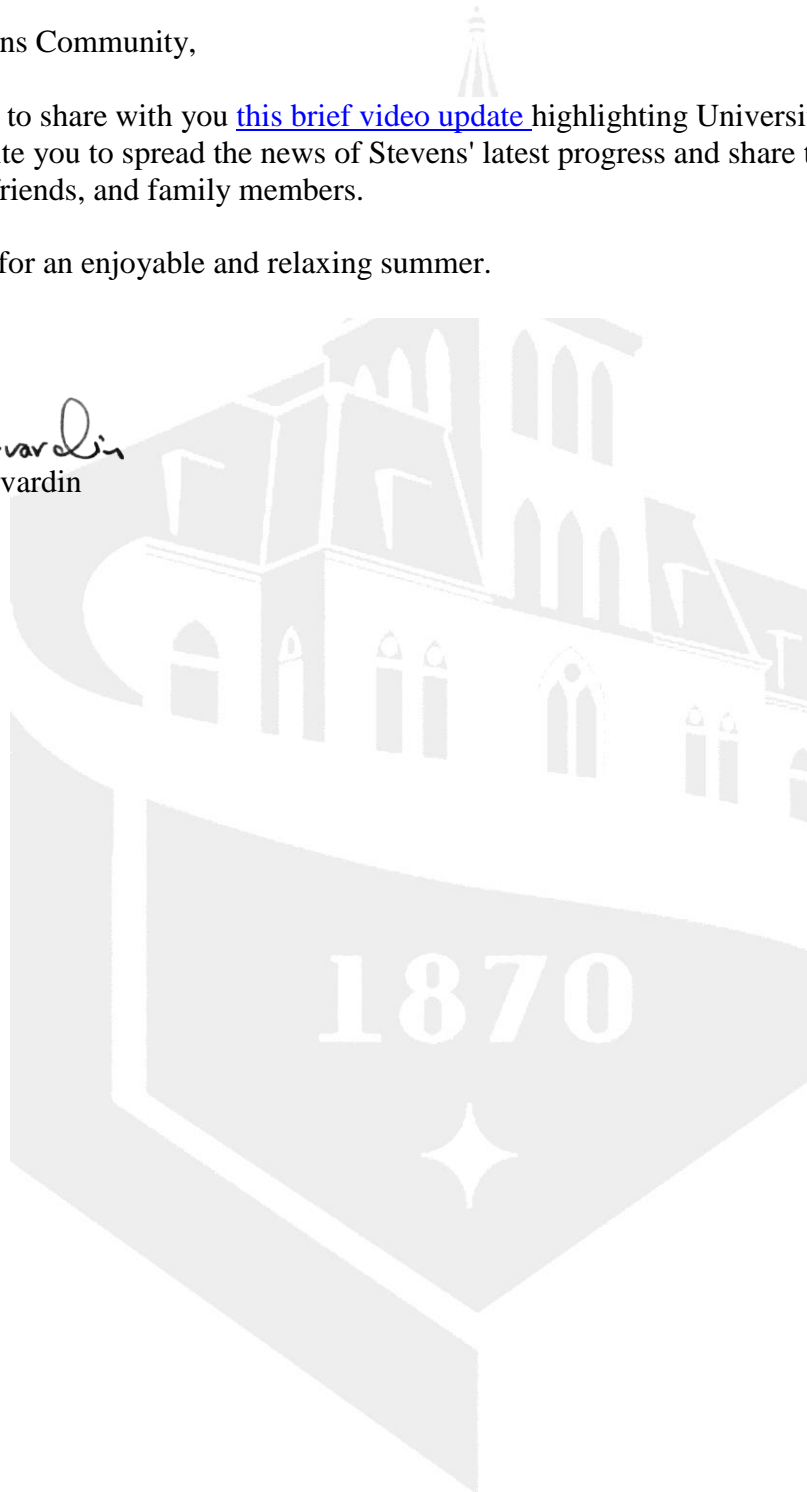 ns Community,
to share with you this brief video update highlighting Universi
te you to spread the news of Stevens' latest progress and share t
riends, and family members.
for an enjoyable and relaxing summer.
vardin
vardin
1870